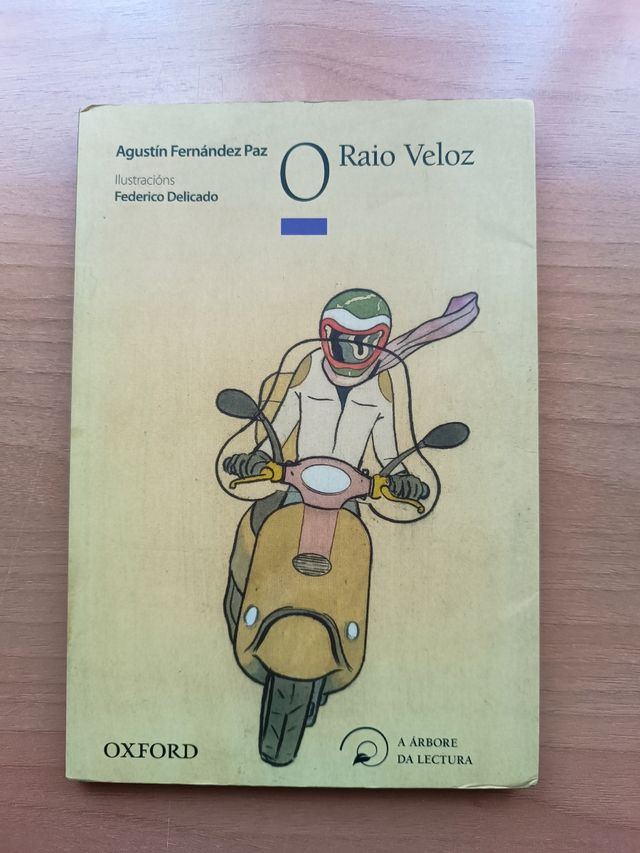 Agustín Fernández Paz
Ilustracións
Federico Delicado
O Raio Veloz
OXFORD
A ÁRBORE
DA LECTURA